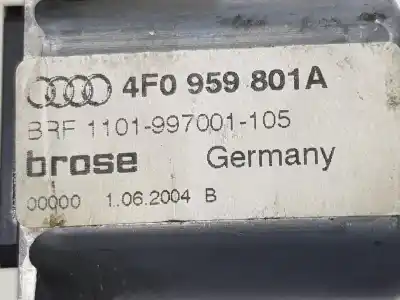 4F0 959 801A
BRF 1101-997001-105
brose Germany
00000 1.06.2004 B